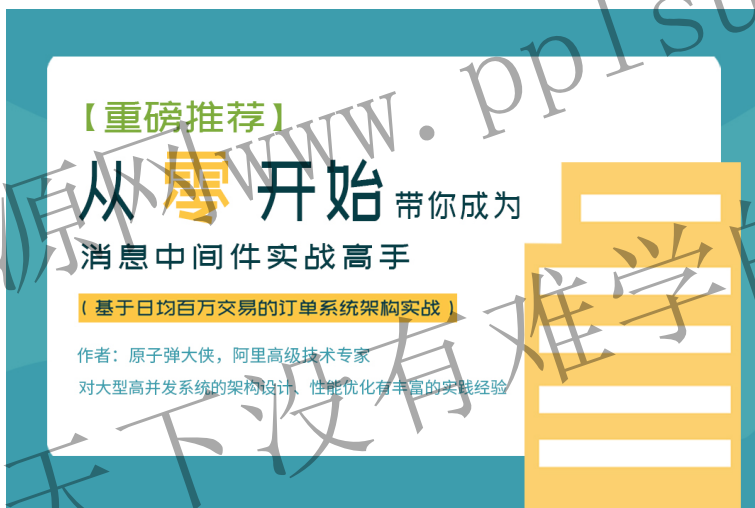 【重磅推荐】
从零开始带你成为
消息中间件实战高手
（基于日均百万交易的订单系统架构实战）
作者：原子弹大侠，阿里高级技术专家
对大型高并发系统的架构设计、性能优化有丰富的实践经验
源网www.pplsu
天下没有难学的